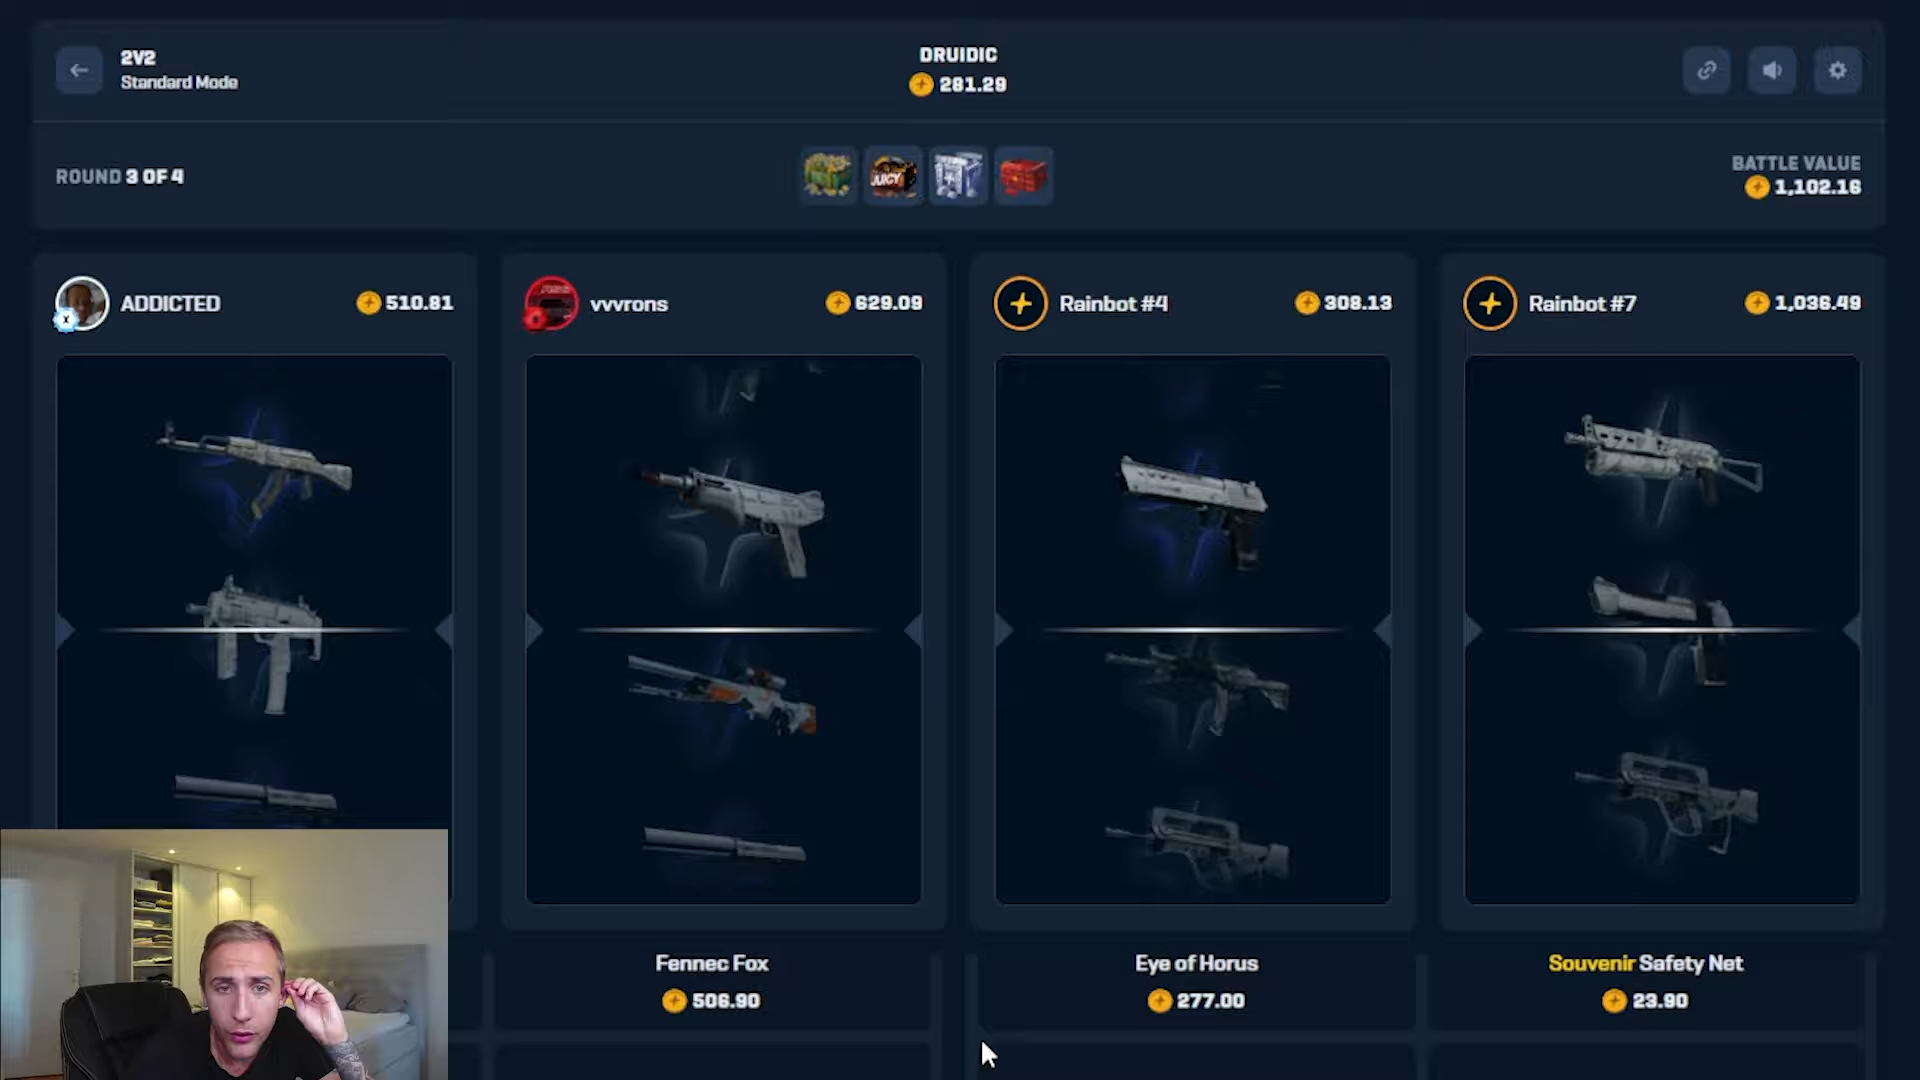 2V2
Standard Mode
DRUIDIC
281.29
ROUND 3 OF 4
JUICY
BATTLE VALUE
1,102.16
ADDICTED
510.81
vvvrons
629.09
Rainbot #4
308.13
Rainbot #7
1,036.49
Fennec Fox
506.90
Eye of Horus
277.00
Souvenir Safety Net
23.90